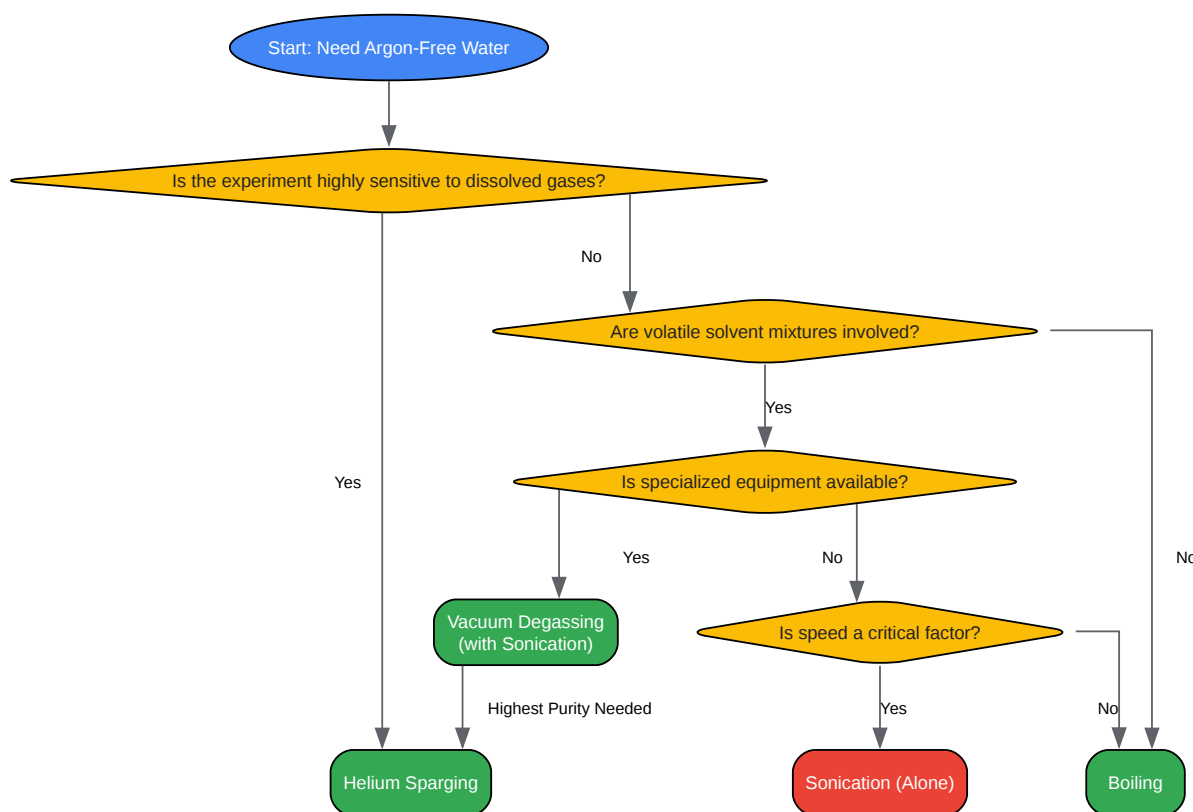 Start: Need Argon-Free Water
Is the experiment highly sensitive to dissolved gases?
No
Are volatile solvent mixtures involved?
Yes
Is specialized equipment available?
Yes
Yes
No
No
Vacuum Degassing
(with Sonication)
Is speed a critical factor?
Highest Purity Needed
Yes
No
Helium Sparging
Sonication (Alone)
Boiling